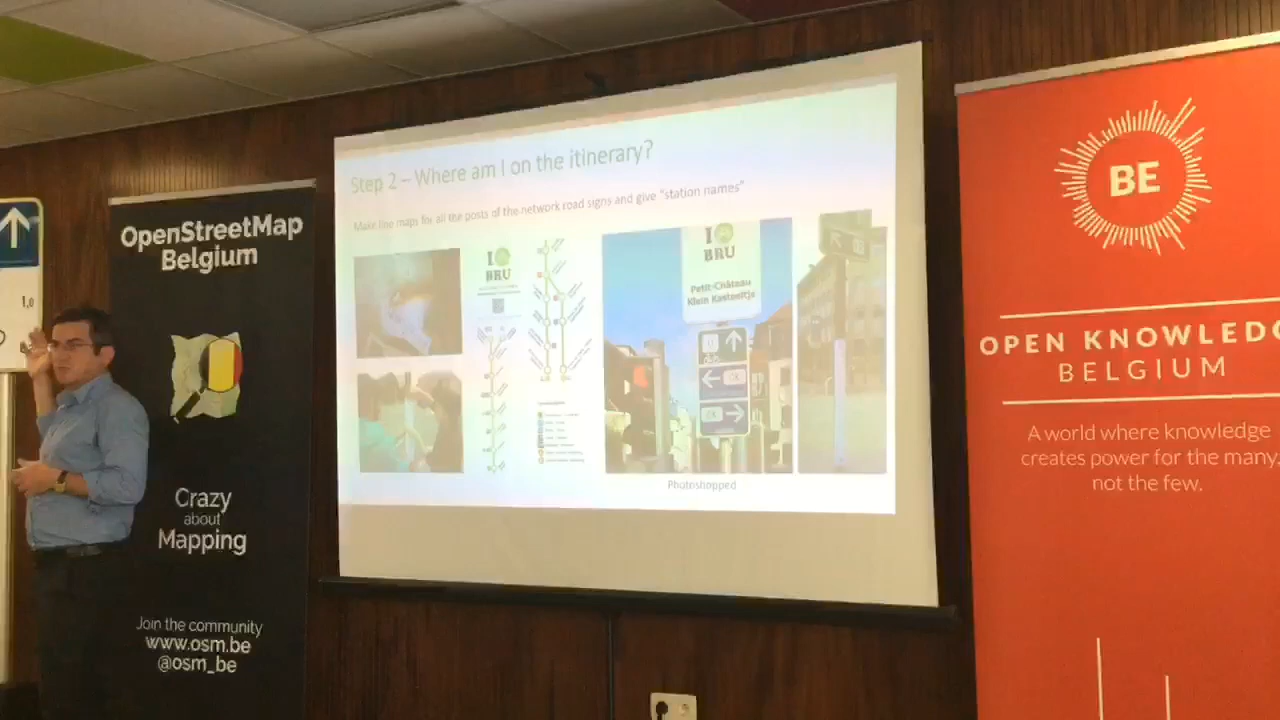 OpenStreetMap
Belgium
Crazy
about
Mapping
Join the community
www.osm.be
@osm_be
1,0
Step 2 – Where am I on the itinerary?
Make line maps for all the posts of the network road signs and give “station names”
I
BRU
I
BRU
Petit-Château
Klein Kasteeltje
Photoshopped
BE
OPEN KNOWLEDG
BELGIUM
A world where knowledge
creates power for the many,
not the few.